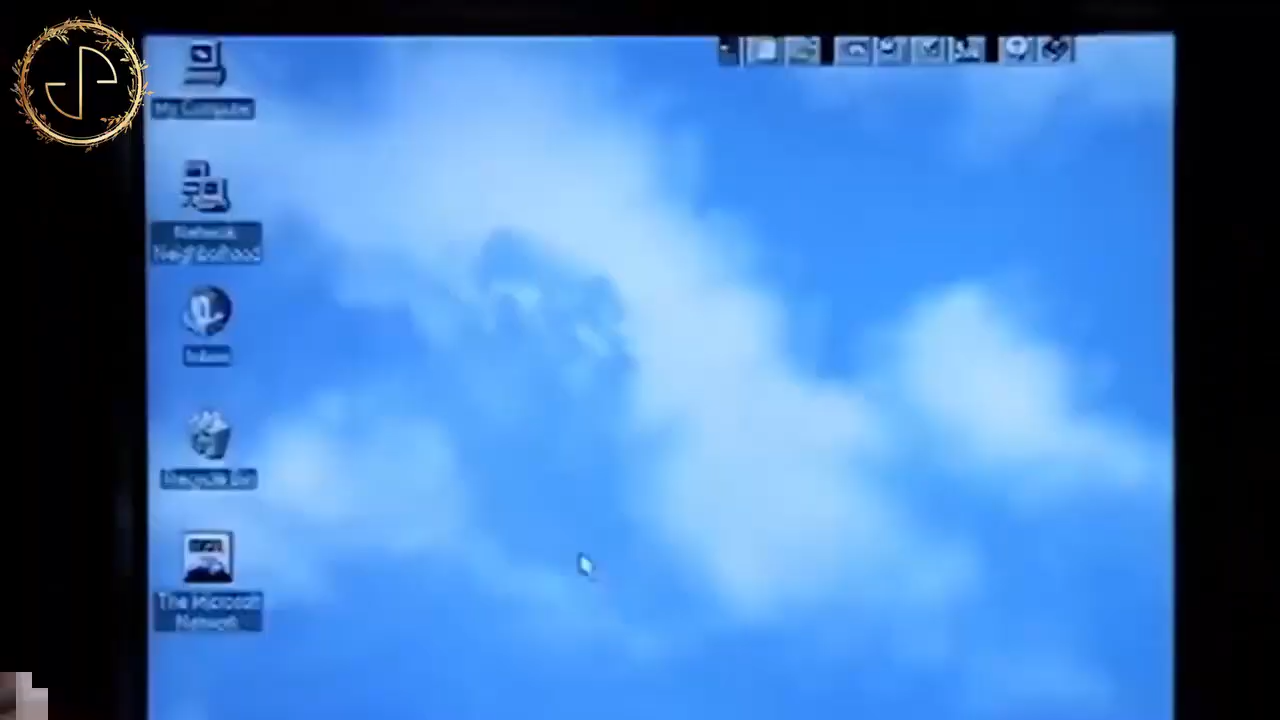 My Computer
Network
Neighborhood
Inbox
Recycle Bin
The Microsoft
Network